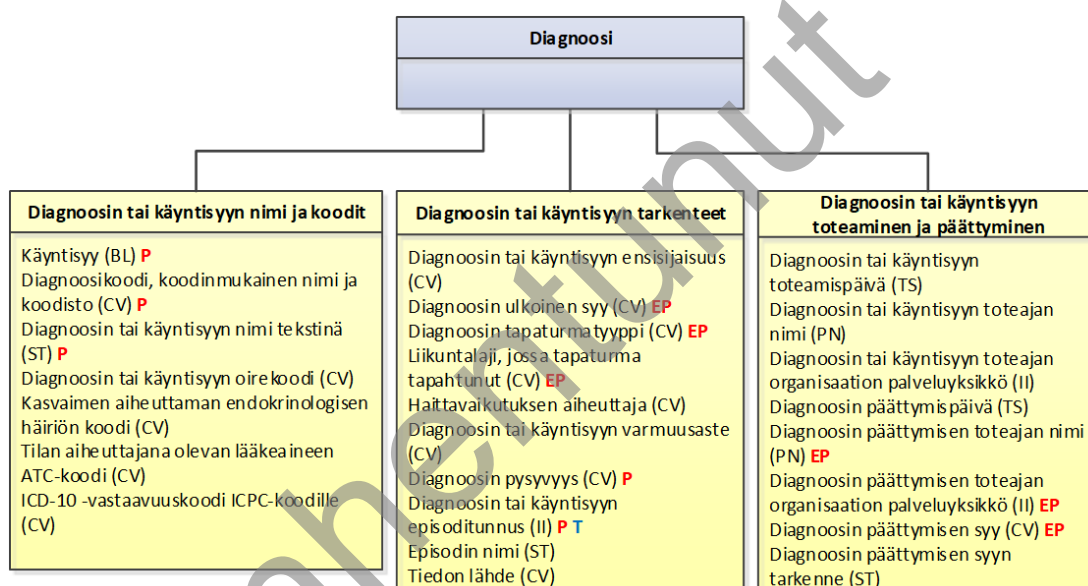 Diagnoosi
Diagnoosin tai käyntisyyn nimi ja koodit
Käyntisyy (BL) P
Diagnoosikoodi, koodinmukainen nimi ja
koodisto (CV) P
Diagnoosin tai käyntisyyn nimi tekstinä
(ST) P
Diagnoosin tai käyntisyyn oirekoodi (CV)
Kasvaimen aiheuttaman endokrinologisen
häiriön koodi (CV)
Tilan aiheuttajana olevan lääkeaineen
ATC-koodi (CV)
ICD-10 -vastaavuuskoodi ICPC-koodille
(CV)
Diagnoosin tai käyntisyyn tarkenteet
Diagnoosin tai käyntisyyn ensisijaisuus
(CV)
Diagnoosin ulkoinen syy (CV) EP
Diagnoosin tapaturmatyyppi (CV) EP
Liikuntalaji, jossa tapaturma
tapahtunut (CV) EP
Haittavaikutuksen aiheuttaja (CV)
Diagnoosin tai käyntisyyn varmuusaste
(CV)
Diagnoosin pysyvyys (CV) P
Diagnoosin tai käyntisyyn
episoditunnus (II) P T
Episodin nimi (ST)
Tiedon lähde (CV)
Diagnoosin tai käyntisyyn
toteaminen ja päättyminen
Diagnoosin tai käyntisyyn
toteamispäivä (TS)
Diagnoosin tai käyntisyyn toteajan
nimi (PN)
Diagnoosin tai käyntisyyn toteajan
organisaation palveluyksikkö (II)
Diagnoosin päättymispäivä (TS)
Diagnoosin päättymisen toteajan nimi
(PN) EP
Diagnoosin päättymisen toteajan
organisaation palveluyksikkö (II) EP
Diagnoosin päättymisen syy (CV) EP
Diagnoosin päättymisen syyn
tarkenne (ST)